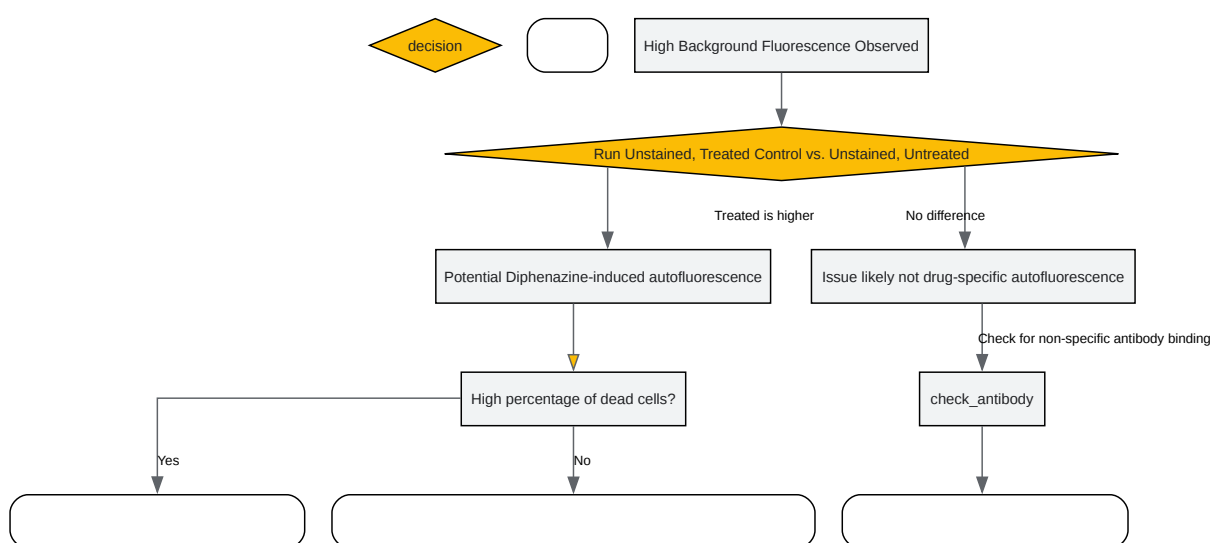 decision
High Background Fluorescence Observed
Run Unstained, Treated Control vs. Unstained, Untreated
Treated is higher
No difference
Potential Diphenazine-induced autofluorescence
Issue likely not drug-specific autofluorescence
Check for non-specific antibody binding
High percentage of dead cells?
check_antibody
Yes
No